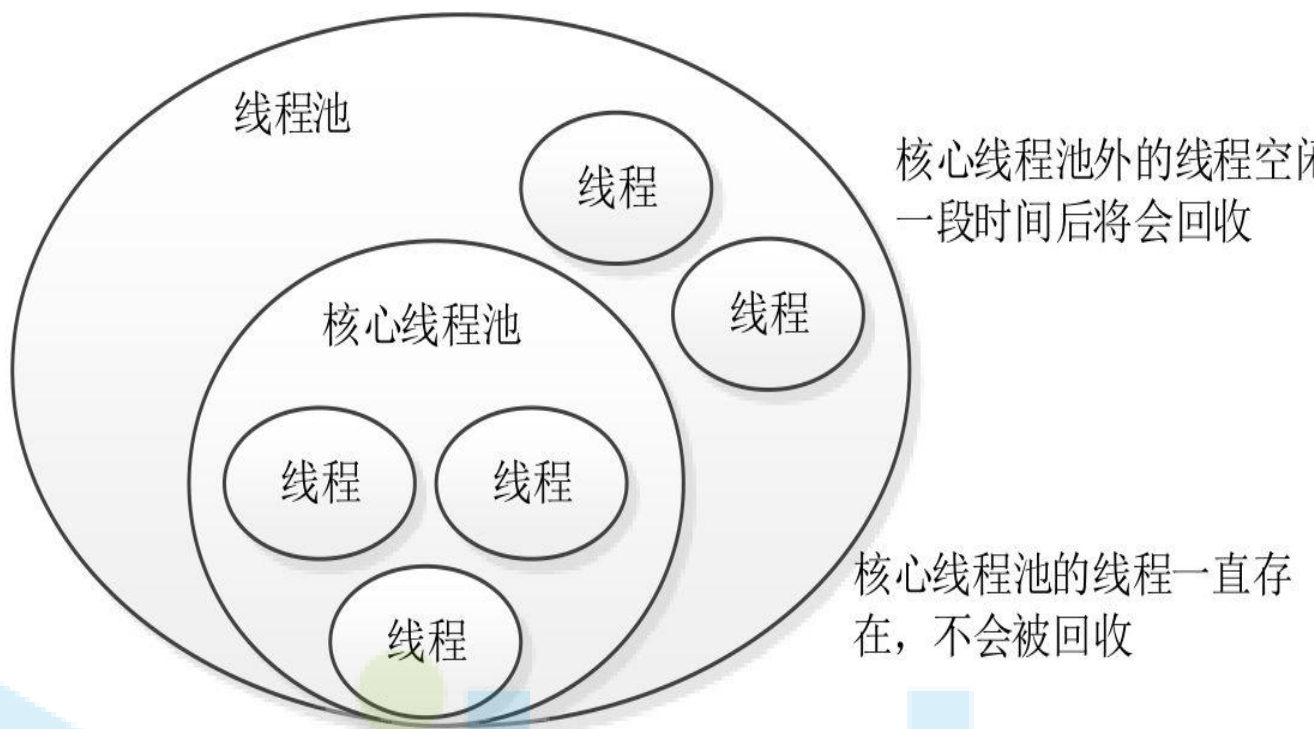 线程池
线程
核心线程池外的线程空闲
一段时间后将会回收
线程
核心线程池
线程
线程
核心线程池的线程一直存
在，不会被回收
线程